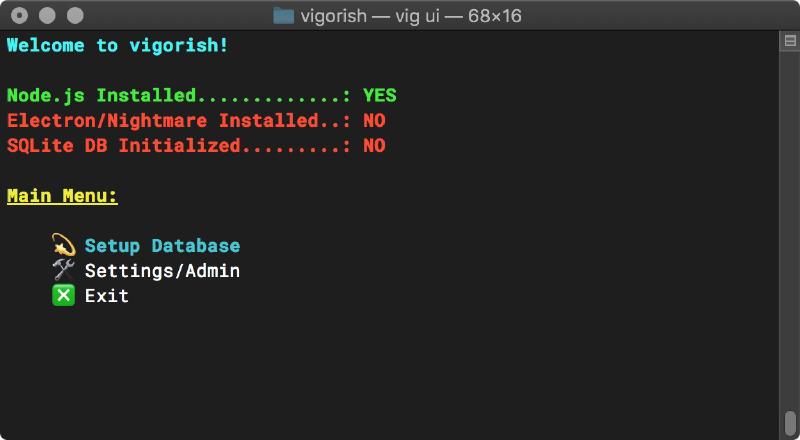 vigorish — vig ui — 68×16
Welcome to vigorish!
Node.js Installed.............: YES
Electron/Nightmare Installed..: NO
SQLite DB Initialized.........: NO
Main Menu:
💫 Setup Database
🛠 Settings/Admin
❎ Exit